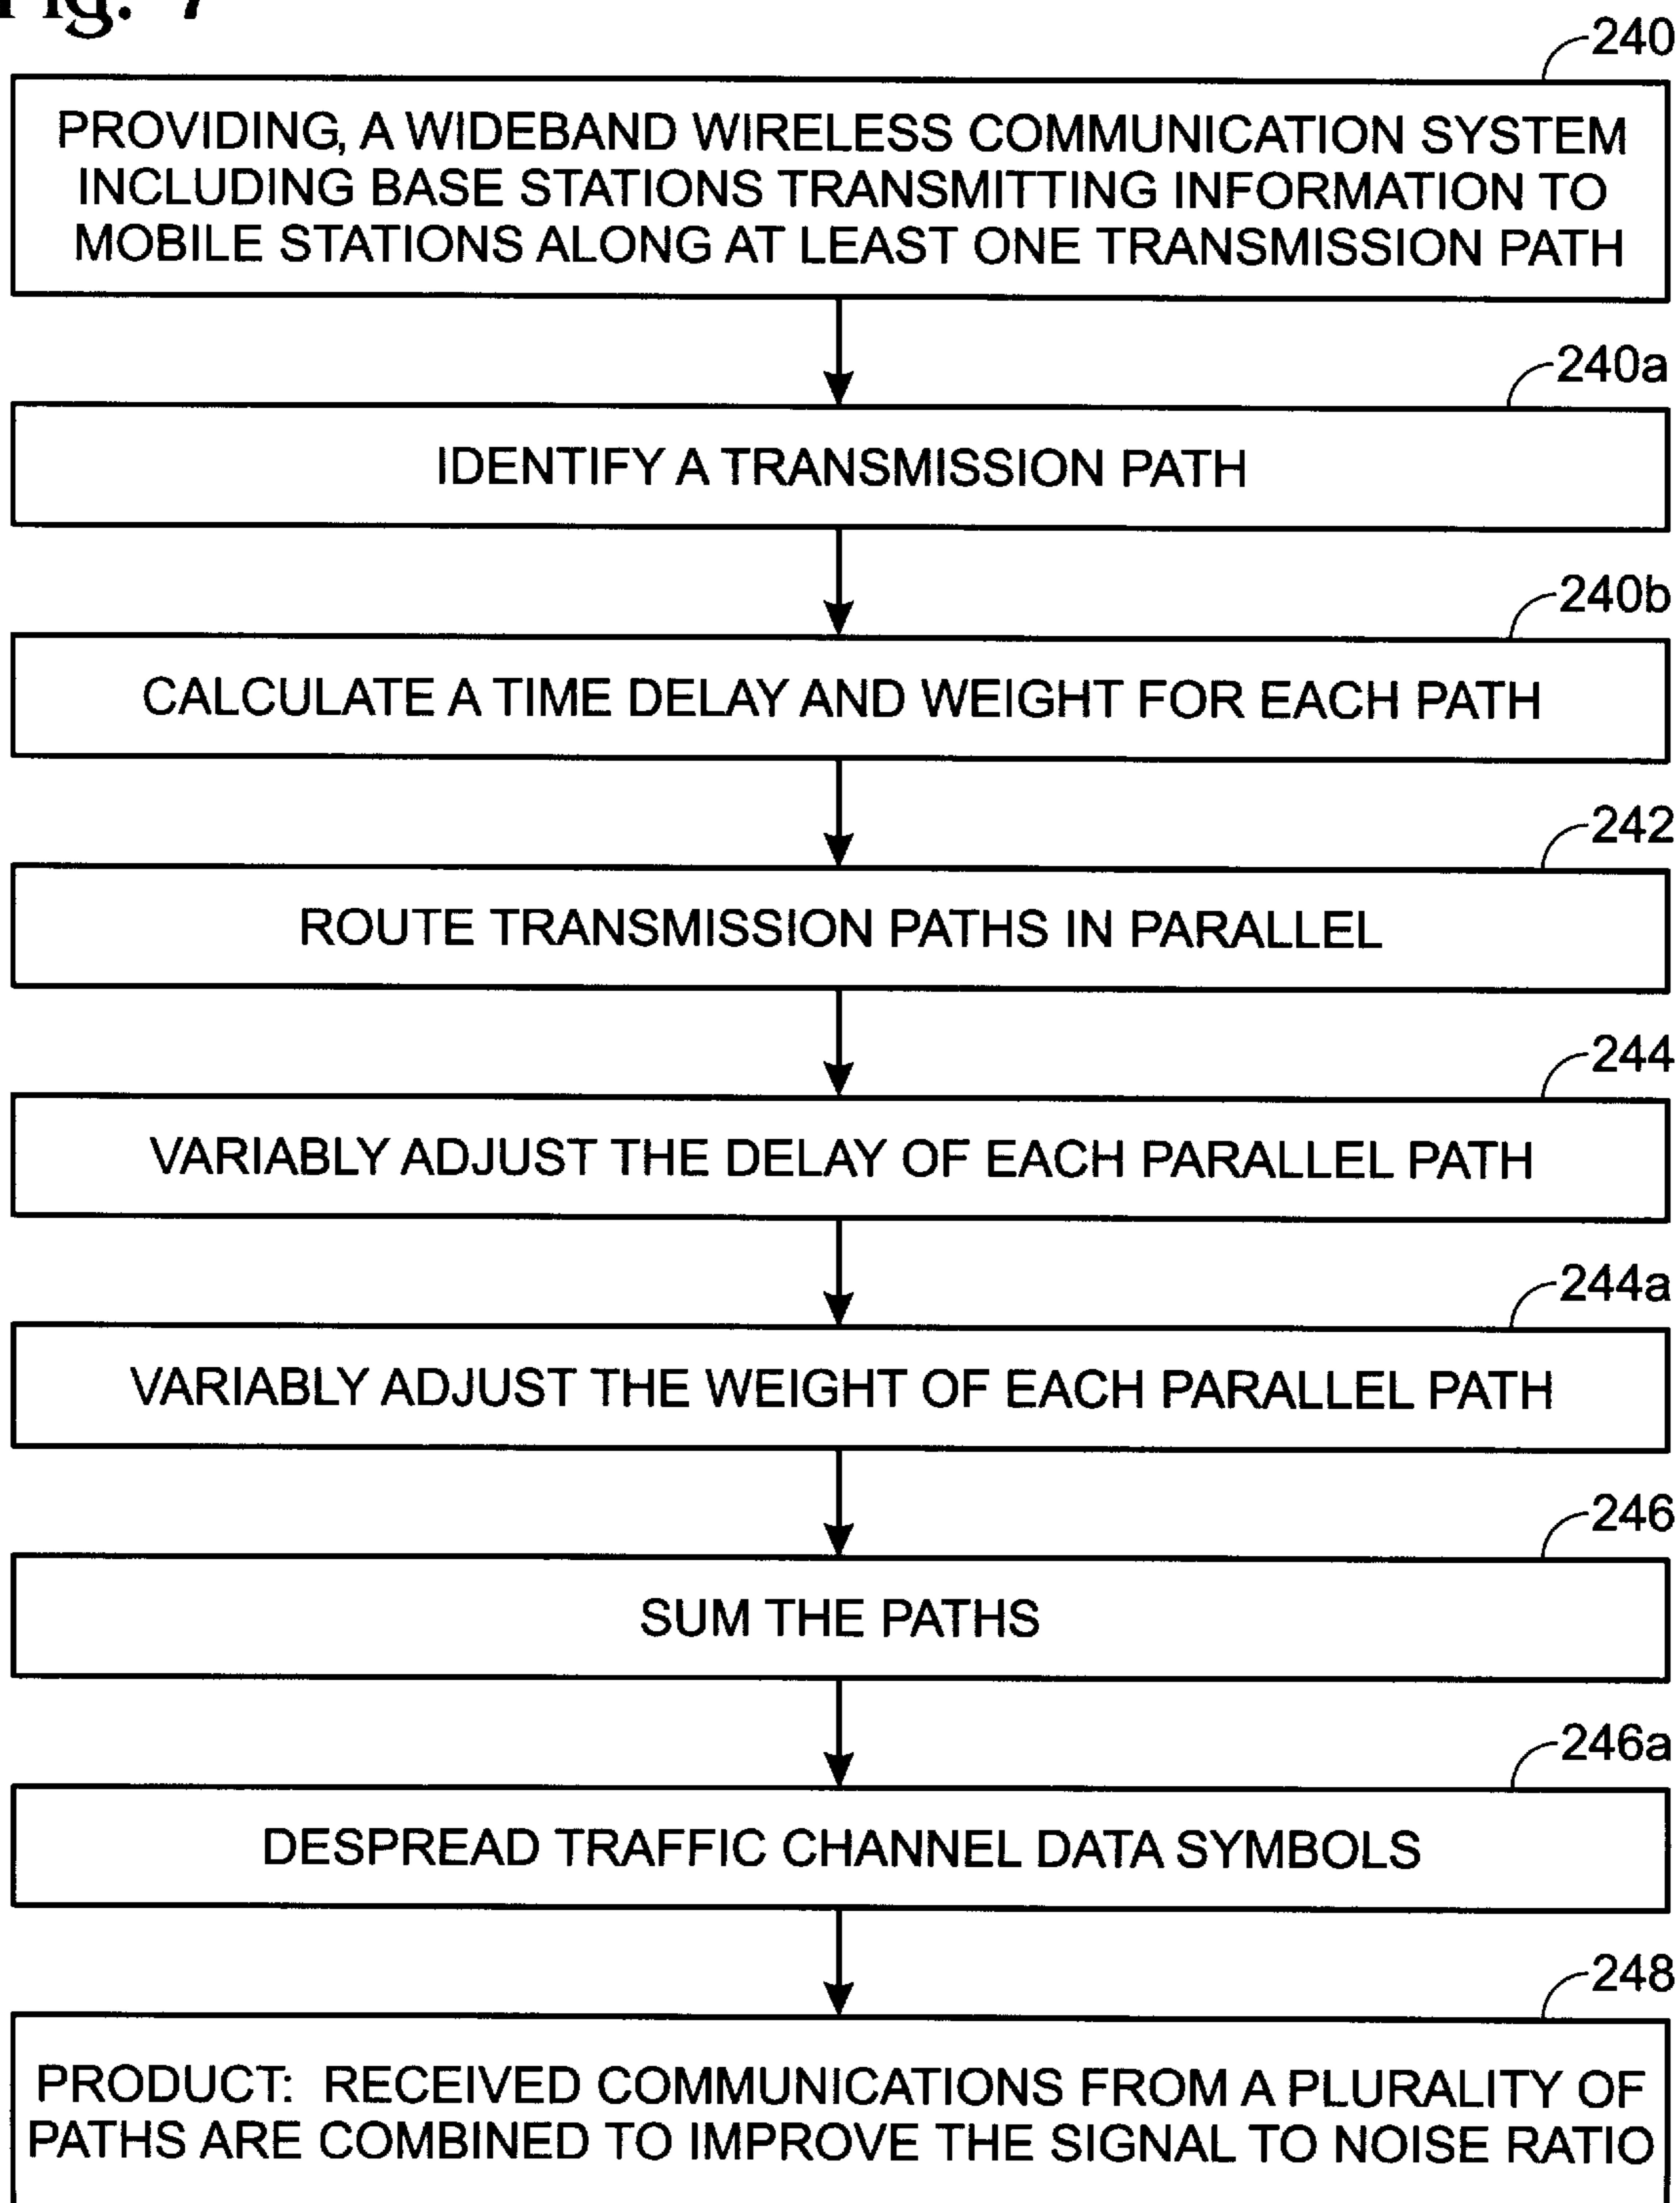 Fig. 7
240
PROVIDING, A WIDEBAND WIRELESS COMMUNICATION SYSTEM
INCLUDING BASE STATIONS TRANSMITTING INFORMATION TO
MOBILE STATIONS ALONG AT LEAST ONE TRANSMISSION PATH
240a
IDENTIFY A TRANSMISSION PATH
240b
CALCULATE A TIME DELAY AND WEIGHT FOR EACH PATH
242
ROUTE TRANSMISSION PATHS IN PARALLEL
244
VARIABLY ADJUST THE DELAY OF EACH PARALLEL PATH
244a
VARIABLY ADJUST THE WEIGHT OF EACH PARALLEL PATH
246
SUM THE PATHS
246a
DESPREAD TRAFFIC CHANNEL DATA SYMBOLS
248
PRODUCT: RECEIVED COMMUNICATIONS FROM A PLURALITY OF
PATHS ARE COMBINED TO IMPROVE THE SIGNAL TO NOISE RATIO